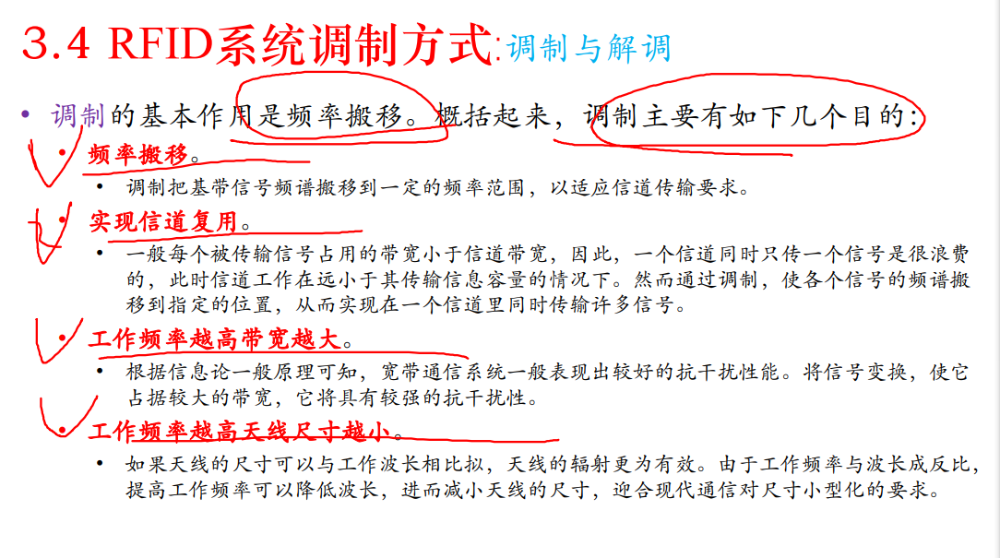 3.4 RFID系统调制方式:调制与解调
• 调制的基本作用是频率搬移。概括起来，调制主要有如下几个目的：
• 频率搬移。
• 调制把基带信号频谱搬移到一定的频率范围，以适应信道传输要求。
• 实现信道复用。
• 一般每个被传输信号占用的带宽小于信道带宽，因此，一个信道同时只传一个信号是很浪费
的，此时信道工作在远小于其传输信息容量的情况下。然而通过调制，使各个信号的频谱搬
移到指定的位置，从而实现在一个信道里同时传输许多信号。
• 工作频率越高带宽越大。
• 根据信息论一般原理可知，宽带通信系统一般表现出较好的抗干扰性能。将信号变换，使它
占据较大的带宽，它将具有较强的抗干扰性。
• 工作频率越高天线尺寸越小。
• 如果天线的尺寸可以与工作波长相比拟，天线的辐射更为有效。由于工作频率与波长成反比，
提高工作频率可以降低波长，进而减小天线的尺寸，迎合现代通信对尺寸小型化的要求。